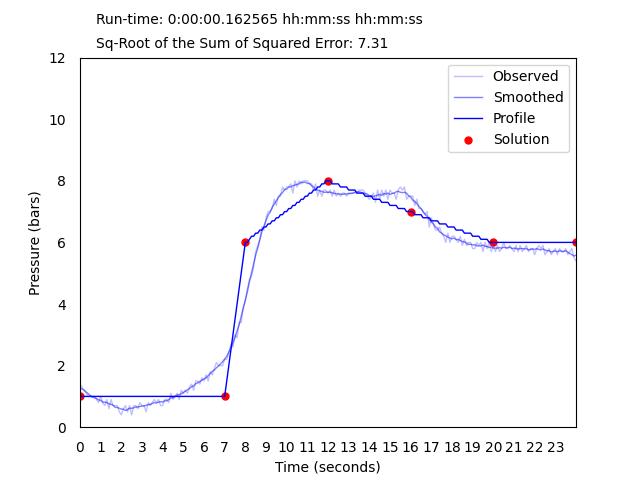 Run-time: 0:00:00.162565 hh:mm:ss hh:mm:ss
Sq-Root of the Sum of Squared Error: 7.31
12
10
8
6
4
2
0
Pressure (bars)
Observed
Smoothed
Profile
Solution
0 1 2 3 4 5 6 7 8 9 10 11 12 13 14 15 16 17 18 19 20 21 22 23
Time (seconds)